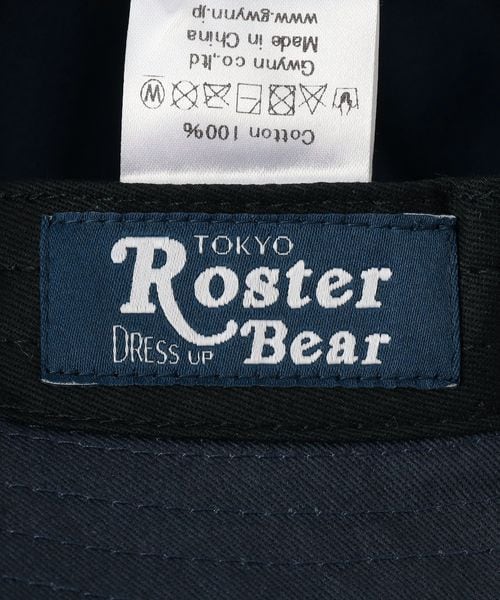 Cotton 100%
Gwynn co.,ltd
Made in China
www.gwynn.jp
TOKYO
Roster
DRESS UP Bear